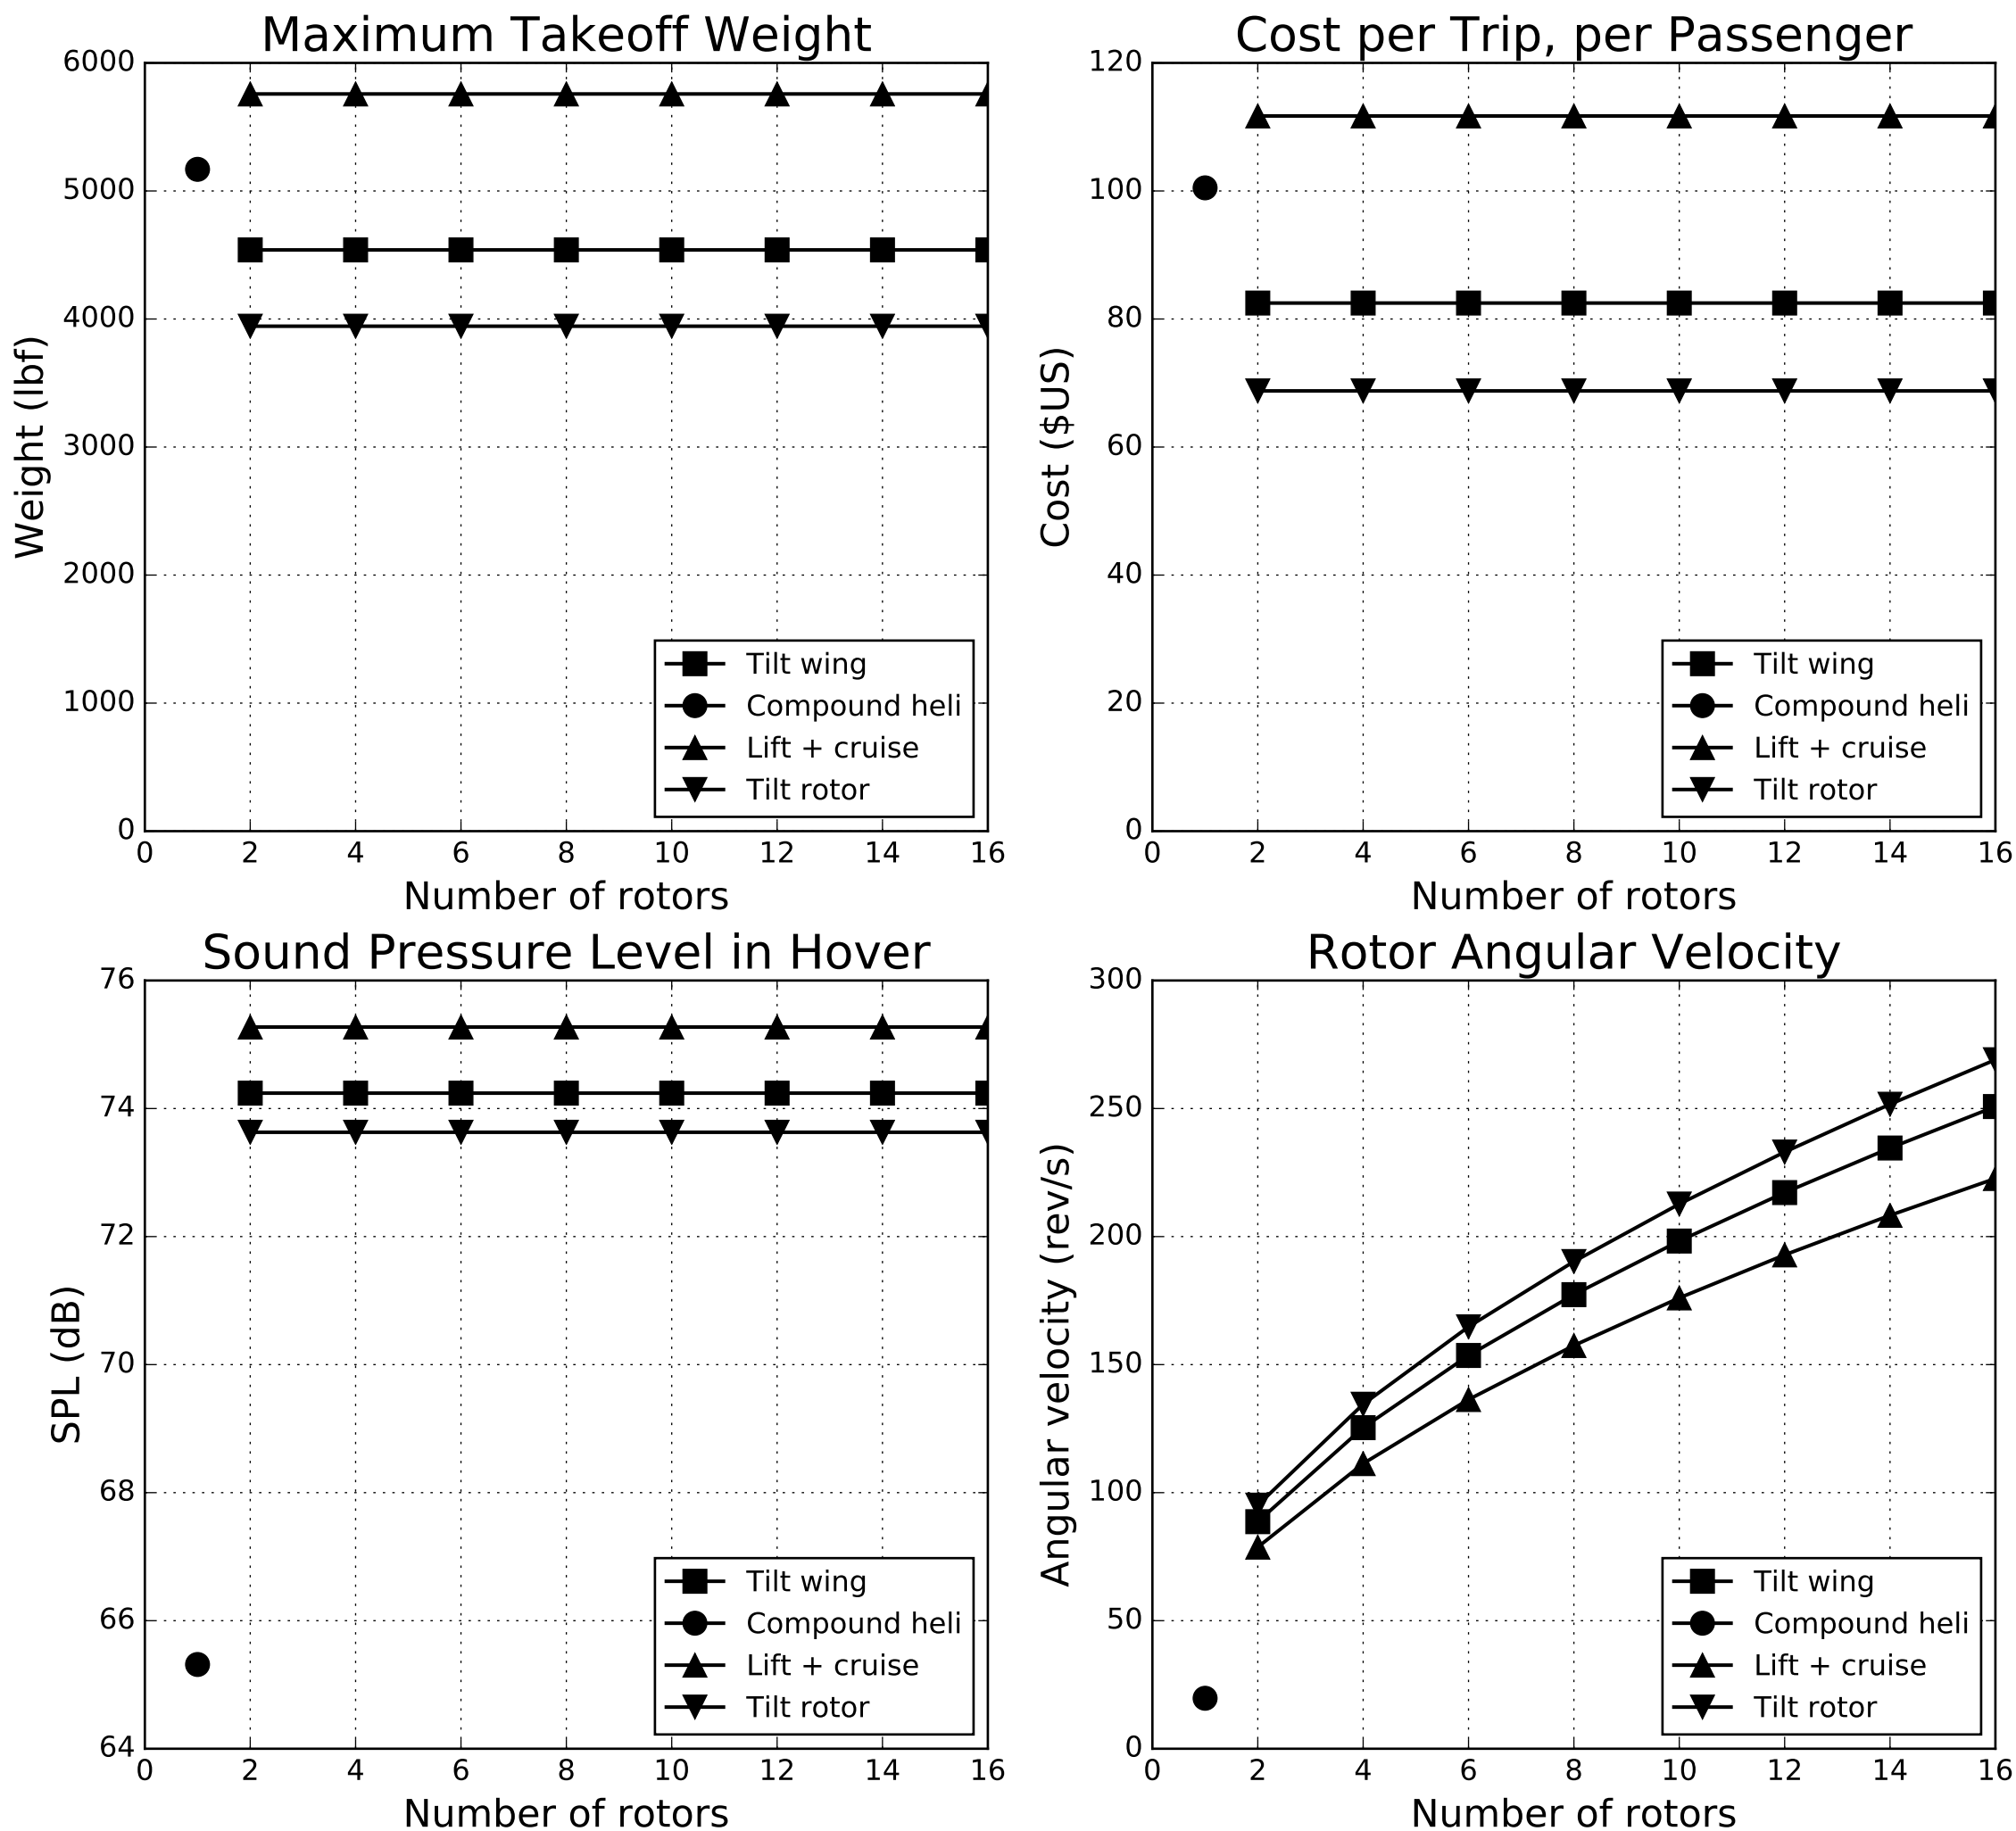 Maximum Takeoff Weight
6000
5000
4000
3000
2000
1000
0
Weight (lbf)
Tilt wing
Compound heli
Lift + cruise
Tilt rotor
0 2 4 6 8 10 12 14 16
Number of rotors
Cost per Trip, per Passenger
120
100
80
60
40
20
0
Cost ($US)
Tilt wing
Compound heli
Lift + cruise
Tilt rotor
0 2 4 6 8 10 12 14 16
Number of rotors
Sound Pressure Level in Hover
76
74
72
70
68
66
64
SPL (dB)
Tilt wing
Compound heli
Lift + cruise
Tilt rotor
0 2 4 6 8 10 12 14 16
Number of rotors
Rotor Angular Velocity
300
250
200
150
100
50
0
Angular velocity (rev/s)
Tilt wing
Compound heli
Lift + cruise
Tilt rotor
0 2 4 6 8 10 12 14 16
Number of rotors